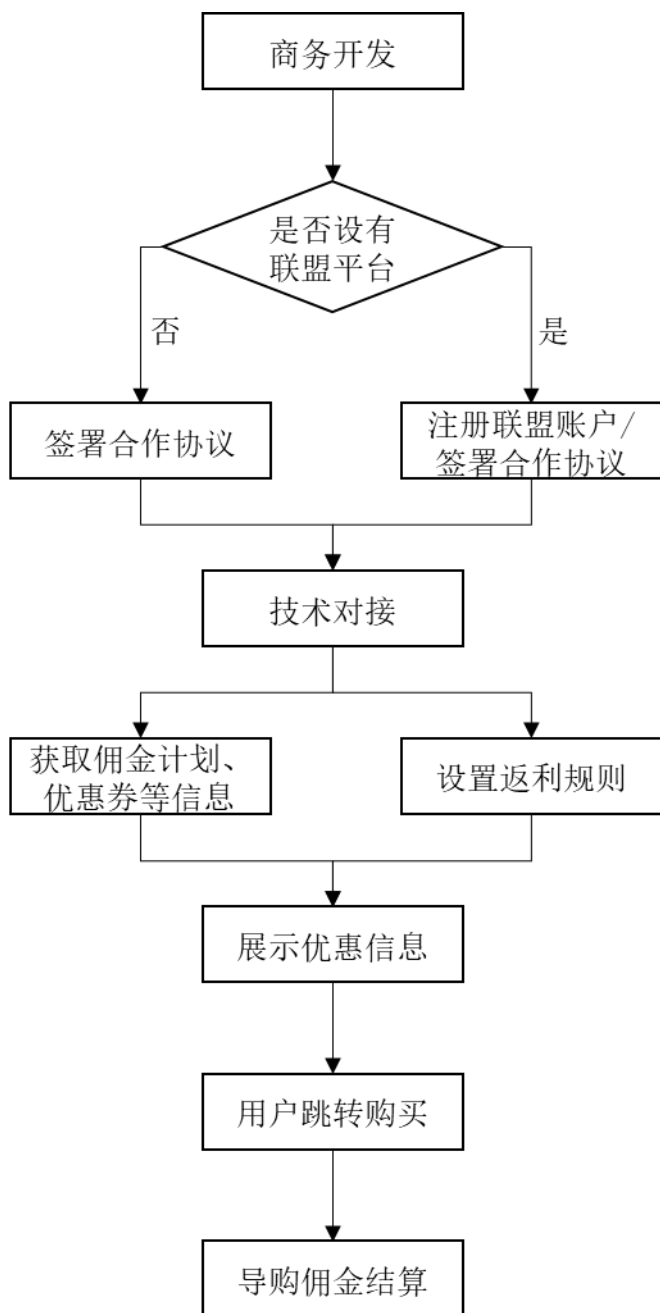 商务开发
是否设有
联盟平台
否
是
签署合作协议
注册联盟账户/
签署合作协议
技术对接
获取佣金计划、
优惠券等信息
设置返利规则
展示优惠信息
用户跳转购买
导购佣金结算